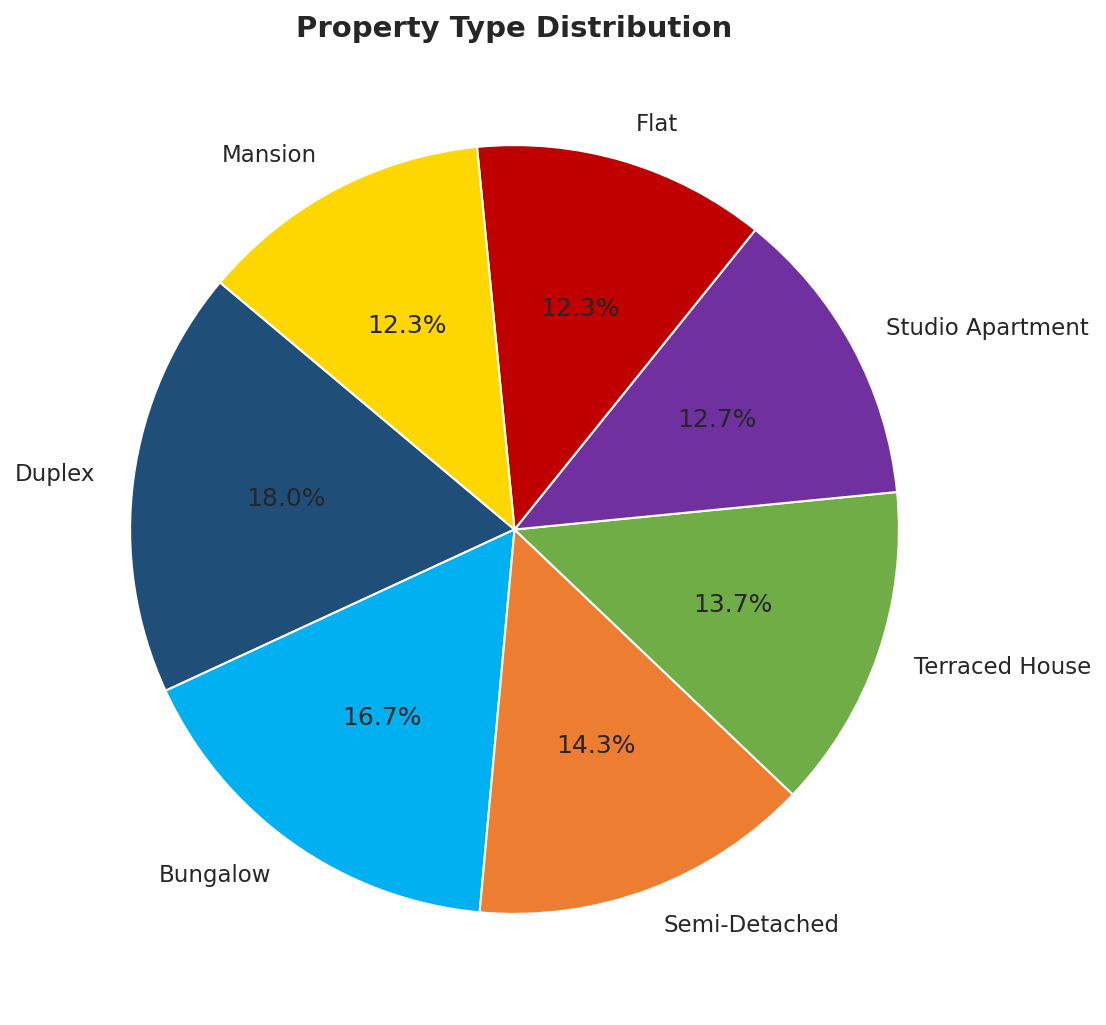 Property Type Distribution
Flat
Mansion
12.3%
12.3%
Studio Apartment
12.7%
Duplex
18.0%
13.7%
Terraced House
16.7%
14.3%
Bungalow
Semi-Detached